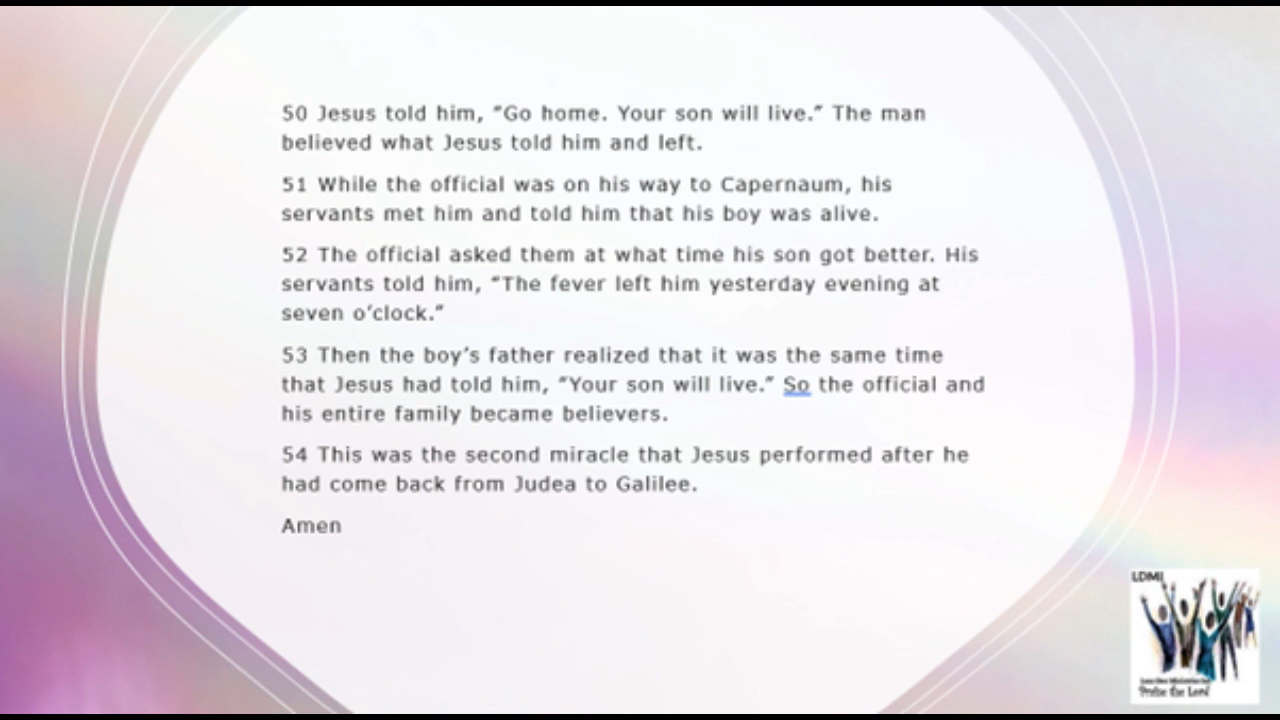 50 Jesus told him, “Go home. Your son will live.” The man
believed what Jesus told him and left.
51 While the official was on his way to Capernaum, his
servants met him and told him that his boy was alive.
52 The official asked them at what time his son got better. His
servants told him, “The fever left him yesterday evening at
seven o’clock.”
53 Then the boy’s father realized that it was the same time
that Jesus had told him, “Your son will live.” So the official and
his entire family became believers.
54 This was the second miracle that Jesus performed after he
had come back from Judea to Galilee.
Amen
LDMI
Praise the Lord